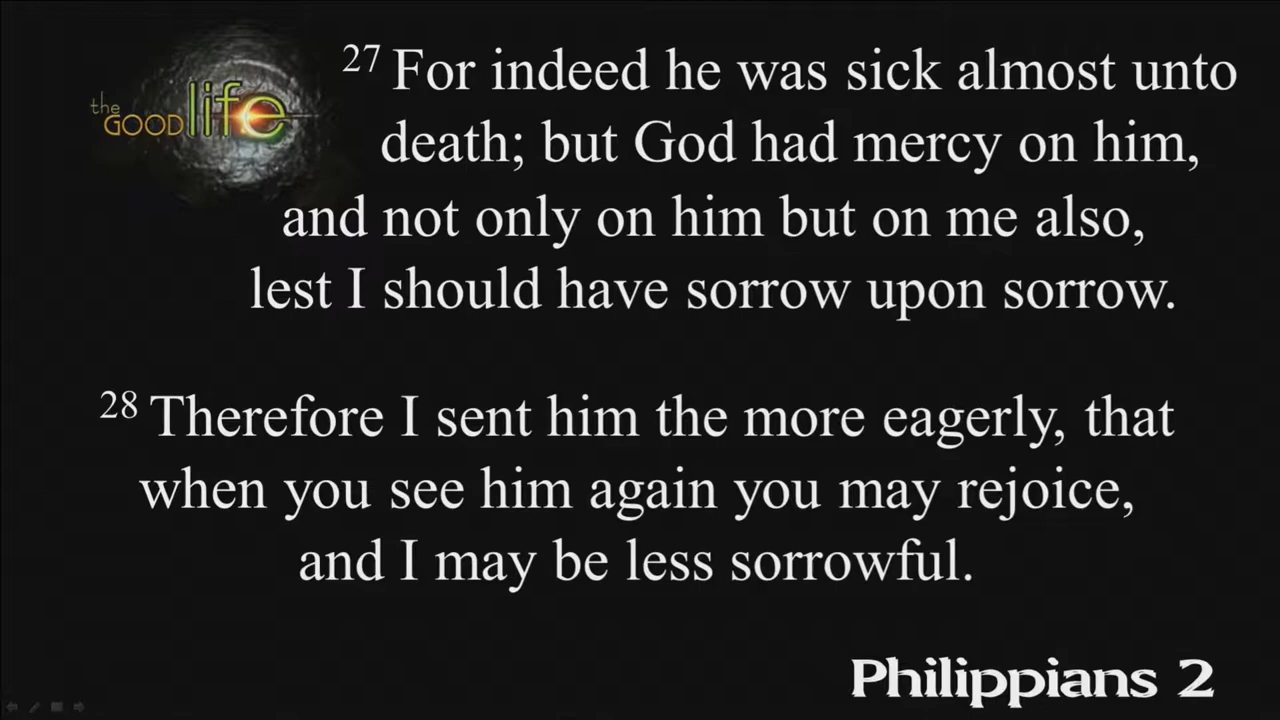 the
GOOD life
27 For indeed he was sick almost unto
death; but God had mercy on him,
and not only on him but on me also,
lest I should have sorrow upon sorrow.
28 Therefore I sent him the more eagerly, that
when you see him again you may rejoice,
and I may be less sorrowful.
Philippians 2